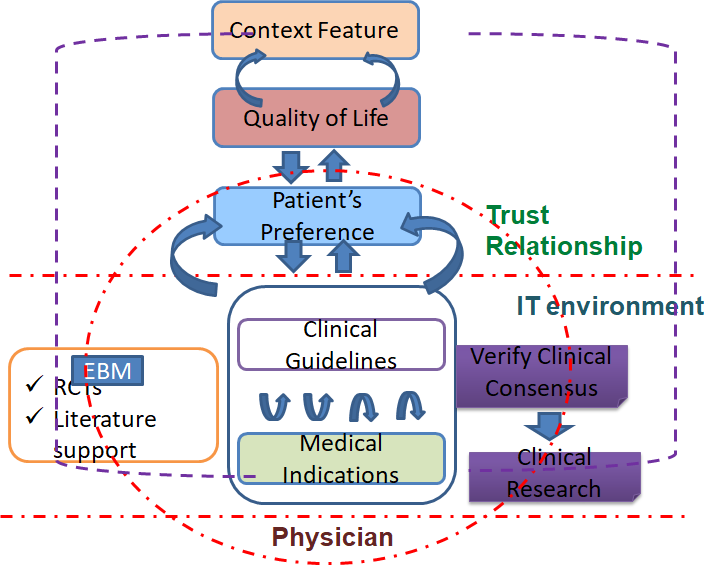 Context Feature
Quality of Life
Patient’s
Preference
Trust
Relationship
IT environment
Clinical
Guidelines
Verify Clinical
Consensus
EBM
✓ RCTs
✓ Literature
support
Medical
Indications
Clinical
Research
Physician